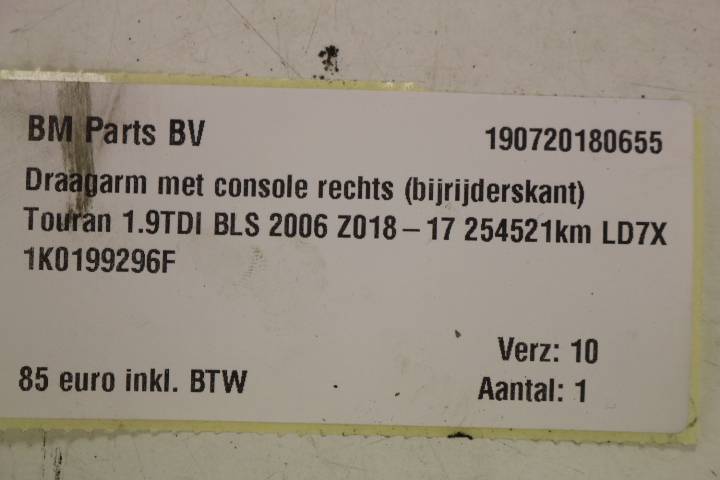 BM Parts BV 190720180655
Draagarm met console rechts (bijrijderskant)
Touran 1.9TDI BLS 2006 Z018-17 254521km LD7X
1K0199296F
Verz: 10
85 euro inkl. BTW Aantal: 1